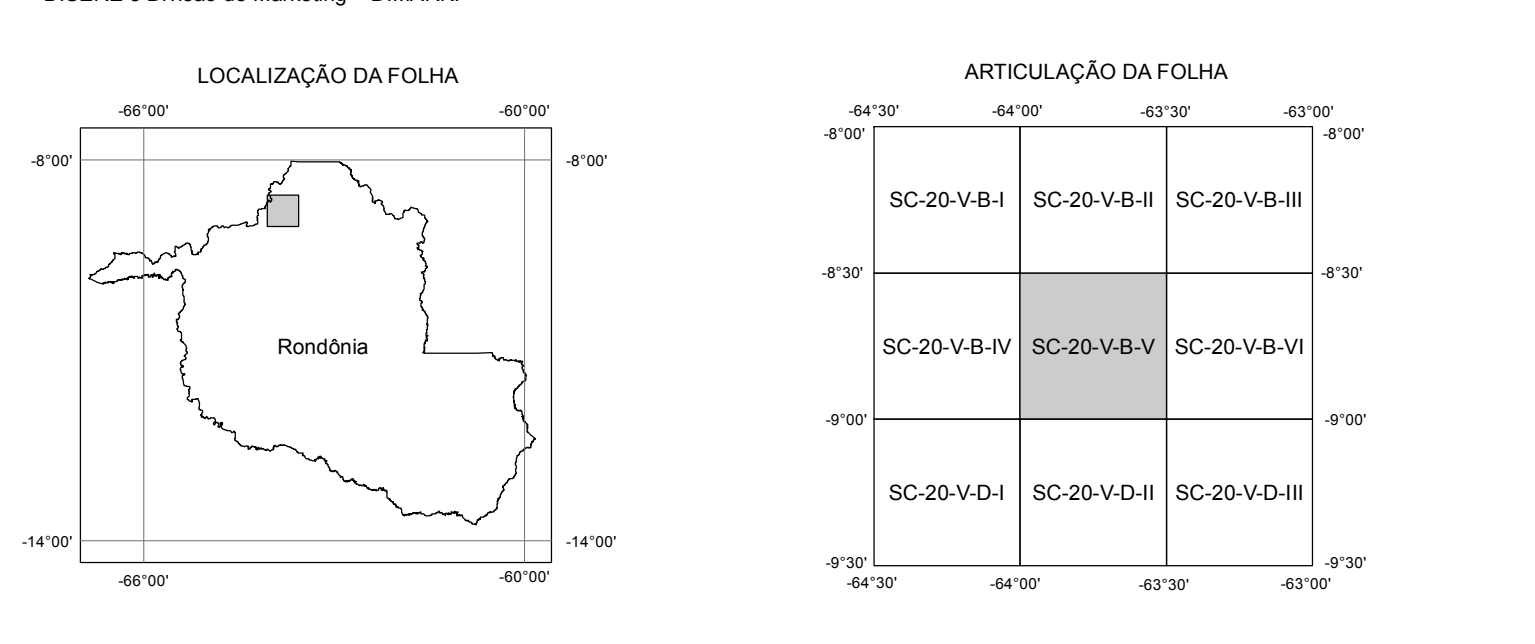 LOCALIZAÇÃO DA FOLHA
-66°00' -60°00'
-8°00' -8°00'
Rondônia
-14°00' -14°00'
-66°00' -60°00'
ARTICULAÇÃO DA FOLHA
-64°30' -64°00' -63°30' -63°00'
-8°00' -8°00'
SC-20-V-B-I SC-20-V-B-II SC-20-V-B-III
-8°30' -8°30'
SC-20-V-B-IV SC-20-V-B-V SC-20-V-B-VI
-9°00' -9°00'
SC-20-V-D-I SC-20-V-D-II SC-20-V-D-III
-9°30' -9°30'
-64°30' -64°00' -63°30' -63°00'